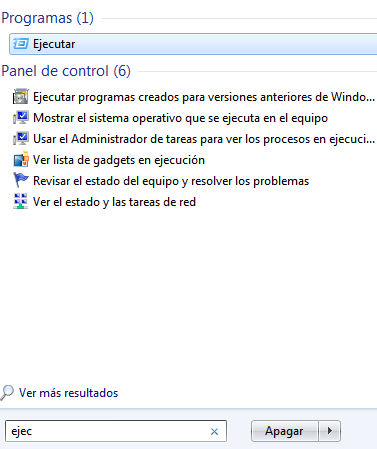 Programas (1)
Ejecutar
Panel de control (6)
Ejecutar programas creados para versiones anteriores de Windo...
Mostrar el sistema operativo que se ejecuta en el equipo
Usar el Administrador de tareas para ver los procesos en ejecuci...
Ver lista de gadgets en ejecución
Revisar el estado del equipo y resolver los problemas
Ver el estado y las tareas de red
Ver más resultados
ejec
Apagar